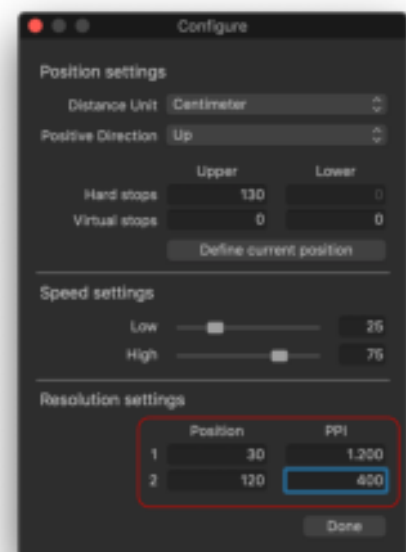 Configure
Position settings
Distance Unit Centimeter
Positive Direction Up
Upper Lower
Hard stops 130 0
Virtual stops 0 0
Define current position
Speed settings
Low 25
High 75
Resolution settings
Position PPI
1 30 1.200
2 120 400
Done